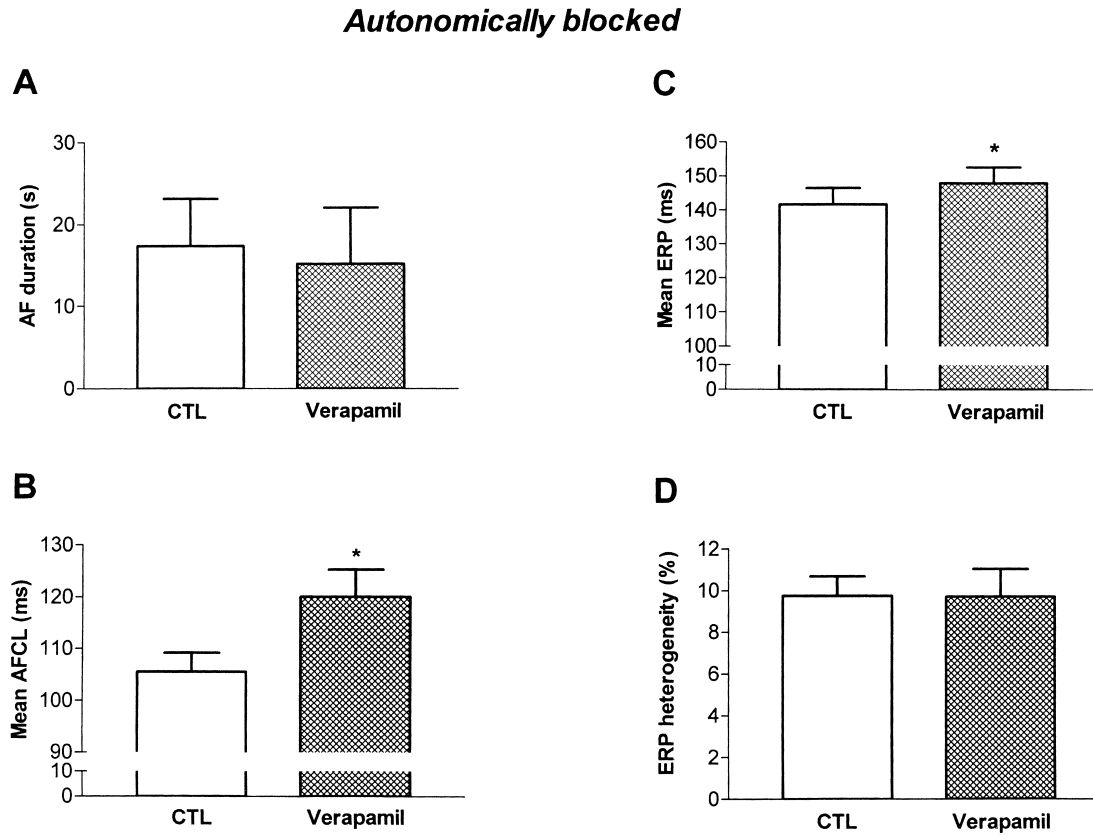 Autonomically blocked
A
AF duration (s)
30
20
10
0
CTL Verapamil
C
*
Mean ERP (ms)
160
150
140
130
120
110
100
10
0
CTL Verapamil
B
*
Mean AFCL (ms)
130
120
110
100
90
10
0
CTL Verapamil
D
ERP heterogeneity (%)
12
10
8
6
4
2
0
CTL Verapamil